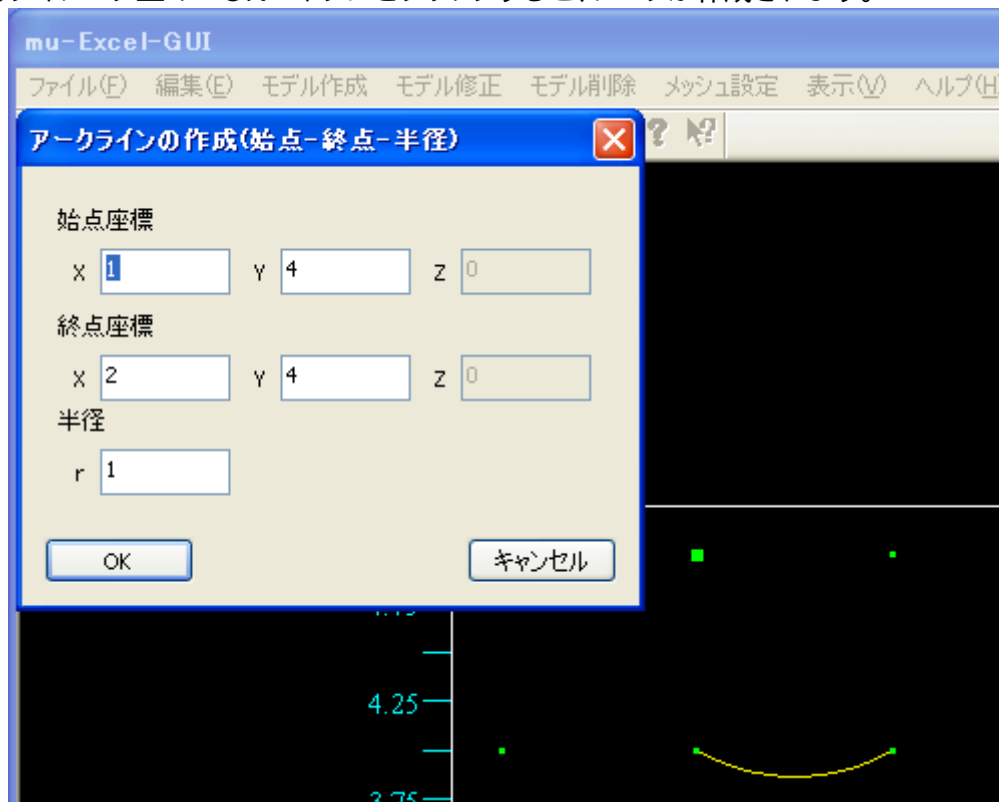 mu-Excel-GUI
ファイル(F) 編集(E) モデル作成 モデル修正 モデル削除 メッシュ設定 表示(V) ヘルプ(H
アークラインの作成(始点-終点-半径)
始点座標
X 1 Y 4 Z 0
終点座標
X 2 Y 4 Z 0
半径
r 1
OK キャンセル
4.25
3.75